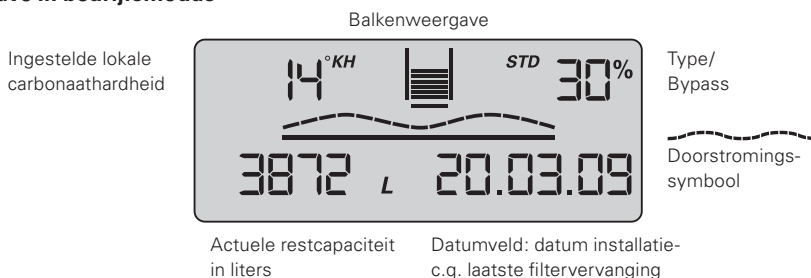 Balkenweergave
Ingestelde lokale
carbonaathardheid
14°KH
STD 30%
Type/
Bypass
3872 L 20.03.09
Doorstromings-
symbool
Actuele restcapaciteit
in liters
Datumveld: datum installatie-
c.q. laatste filtervervanging